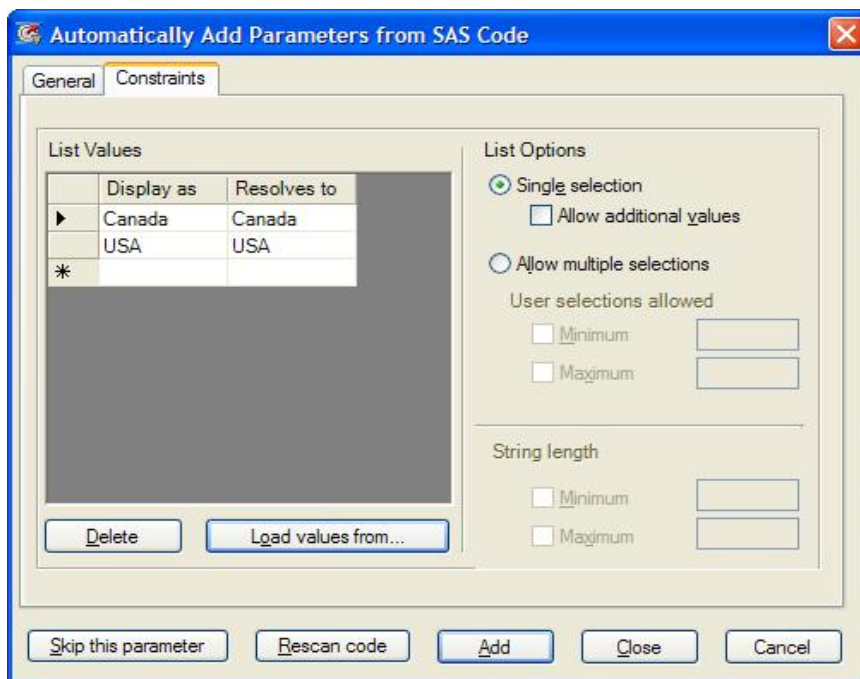 Automatically Add Parameters from SAS Code
General
Constraints
List Values
Display as Resolves to
Canada Canada
USA USA
Delete
Load values from...
List Options
Single selection
Allow additional values
Allow multiple selections
User selections allowed
Minimum
Maximum
String length
Minimum
Maximum
Skip this parameter
Rescan code
Add
Close
Cancel